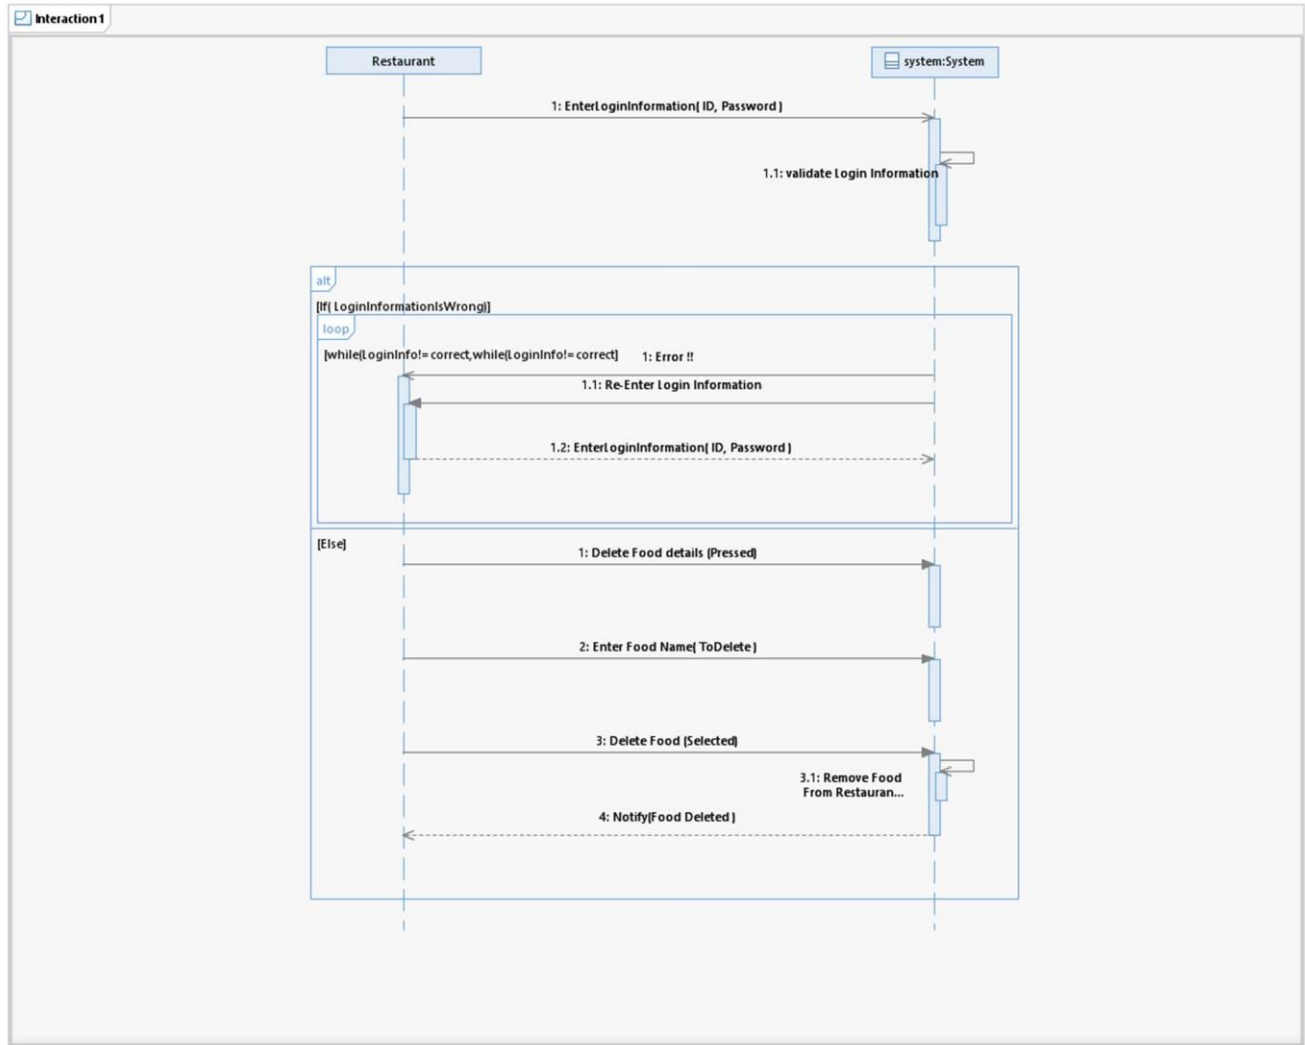 Interaction1
Restaurant
system:System
1: EnterLoginInformation( ID, Password )
1.1: validate Login Information
alt
[If( LoginInformationIsWrong)]
loop
[while(LoginInfo!= correct,while(LoginInfo!= correct]
1: Error !!
1.1: Re-Enter Login Information
1.2: EnterLoginInformation( ID, Password )
[Else]
1: Delete Food details (Pressed)
2: Enter Food Name( ToDelete )
3: Delete Food (Selected)
3.1: Remove Food
From Restauran...
4: Notify(Food Deleted )